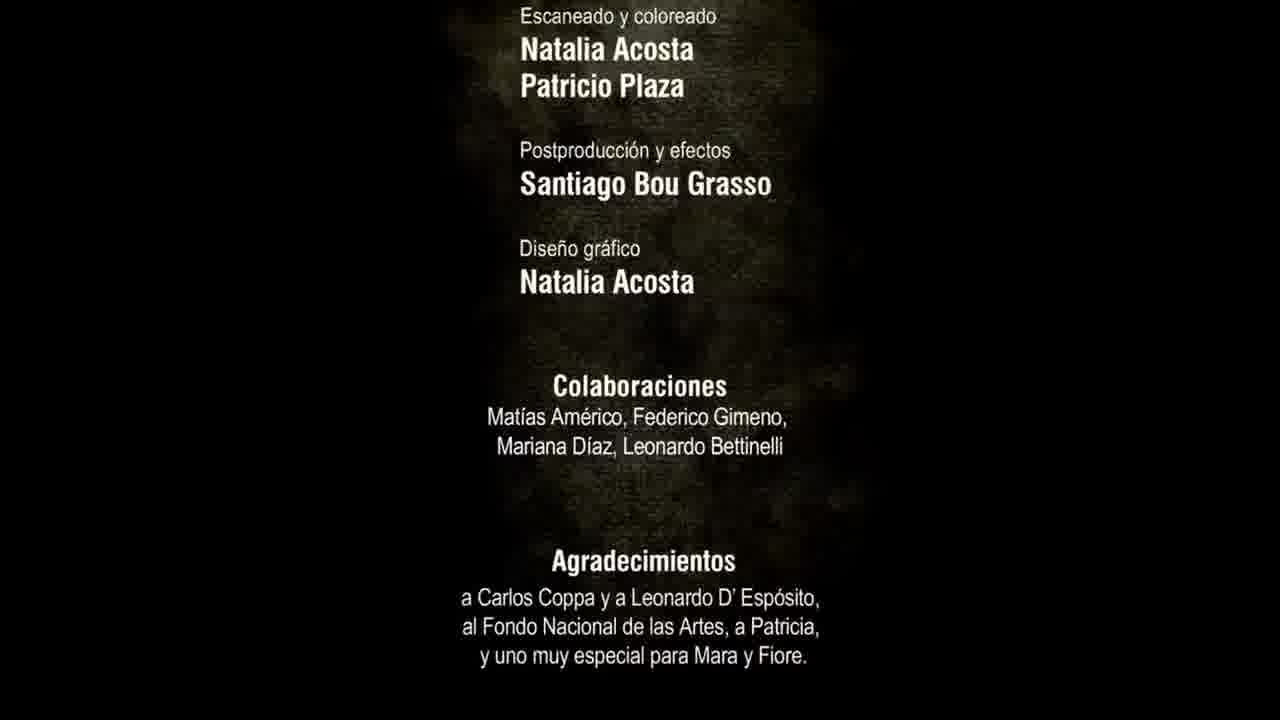 Escaneado y coloreado
Natalia Acosta
Patricio Plaza
Postproducción y efectos
Santiago Bou Grasso
Diseño gráfico
Natalia Acosta
Colaboraciones
Matías Américo, Federico Gimeno,
Mariana Díaz, Leonardo Bettinelli
Agradecimientos
a Carlos Coppa y a Leonardo D' Espósito,
al Fondo Nacional de las Artes, a Patricia,
y uno muy especial para Mara y Fiore.